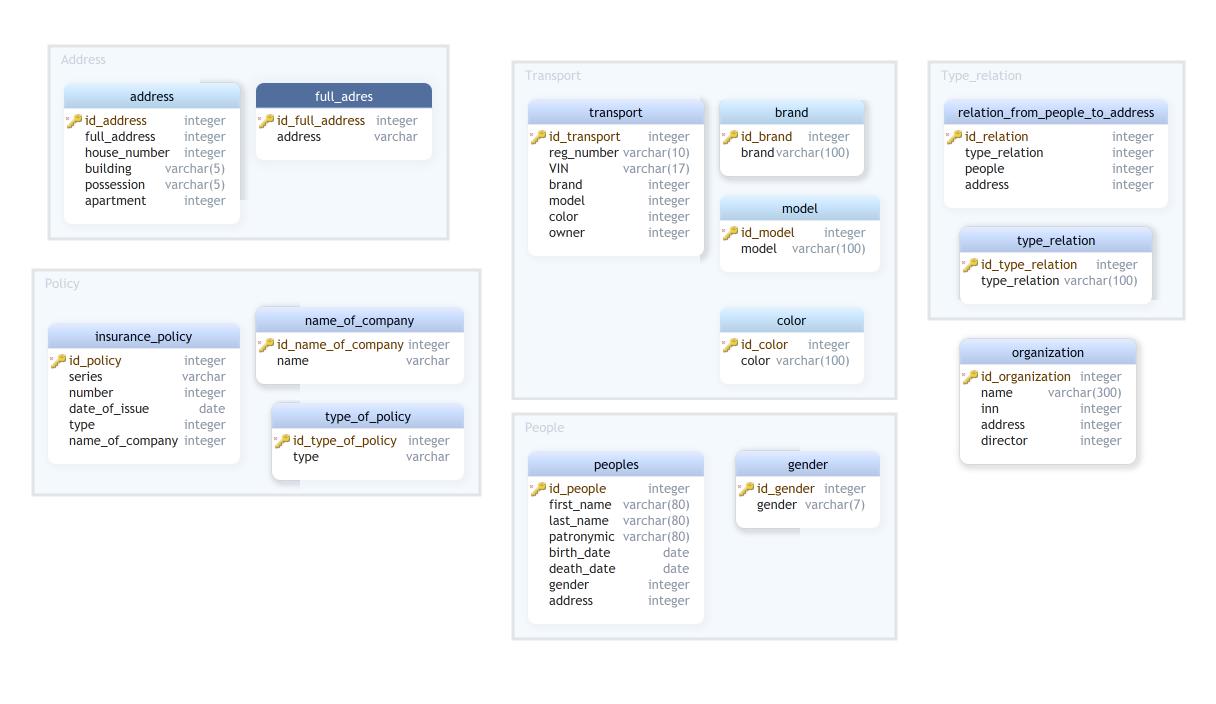 Address
address
id_address integer
full_address integer
house_number integer
building varchar(5)
possession varchar(5)
apartment integer
full_adres
id_full_address integer
address varchar
Policy
insurance_policy
id_policy integer
series varchar
number integer
date_of_issue date
type integer
name_of_company integer
name_of_company
id_name_of_company integer
name varchar
type_of_policy
id_type_of_policy integer
type varchar
Transport
transport
id_transport integer
reg_number varchar(10)
VIN varchar(17)
brand integer
model integer
color integer
owner integer
brand
id_brand integer
brand varchar(100)
model
id_model integer
model varchar(100)
color
id_color integer
color varchar(100)
People
peoples
id_people integer
first_name varchar(80)
last_name varchar(80)
patronymic varchar(80)
birth_date date
death_date date
gender integer
address integer
gender
id_gender integer
gender varchar(7)
Type_relation
relation_from_people_to_address
id_relation integer
type_relation integer
people integer
address integer
type_relation
id_type_relation integer
type_relation varchar(100)
organization
id_organization integer
name varchar(300)
inn integer
address integer
director integer